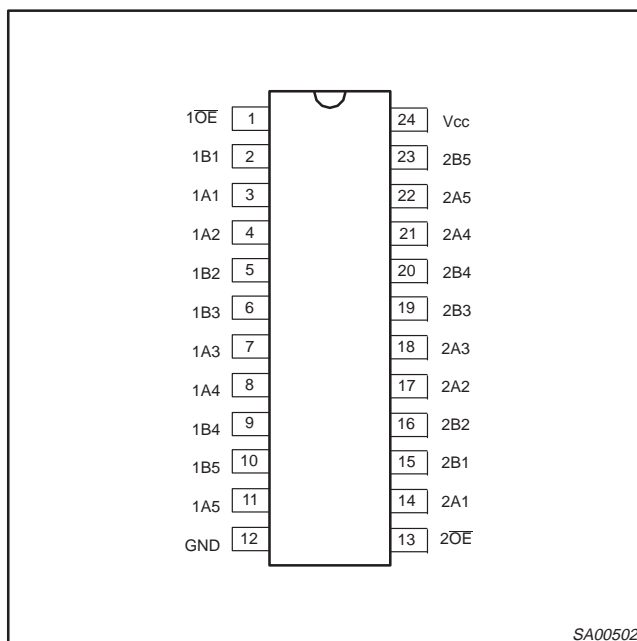 1O̅E̅ 1 24 Vcc
1B1 2 23 2B5
1A1 3 22 2A5
1A2 4 21 2A4
1B2 5 20 2B4
1B3 6 19 2B3
1A3 7 18 2A3
1A4 8 17 2A2
1B4 9 16 2B2
1B5 10 15 2B1
1A5 11 14 2A1
GND 12 13 2O̅E̅
SA00502